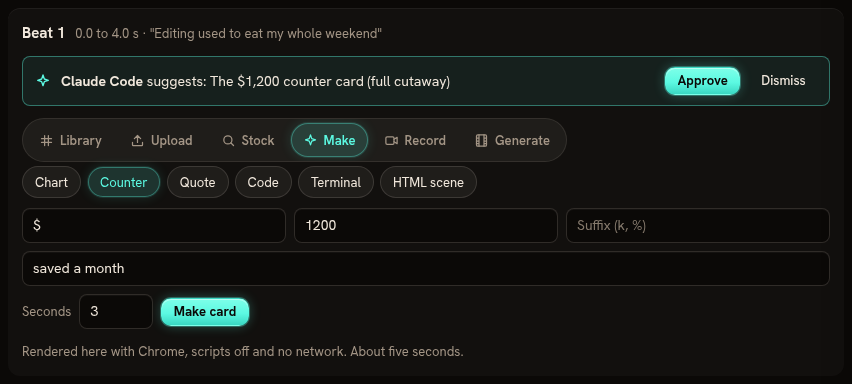 Beat 1 0.0 to 4.0 s · "Editing used to eat my whole weekend"
Claude Code suggests: The $1,200 counter card (full cutaway) Approve Dismiss
Library Upload Stock Make Record Generate
Chart Counter Quote Code Terminal HTML scene
$ 1200 Suffix (k, %)
saved a month
Seconds 3 Make card
Rendered here with Chrome, scripts off and no network. About five seconds.